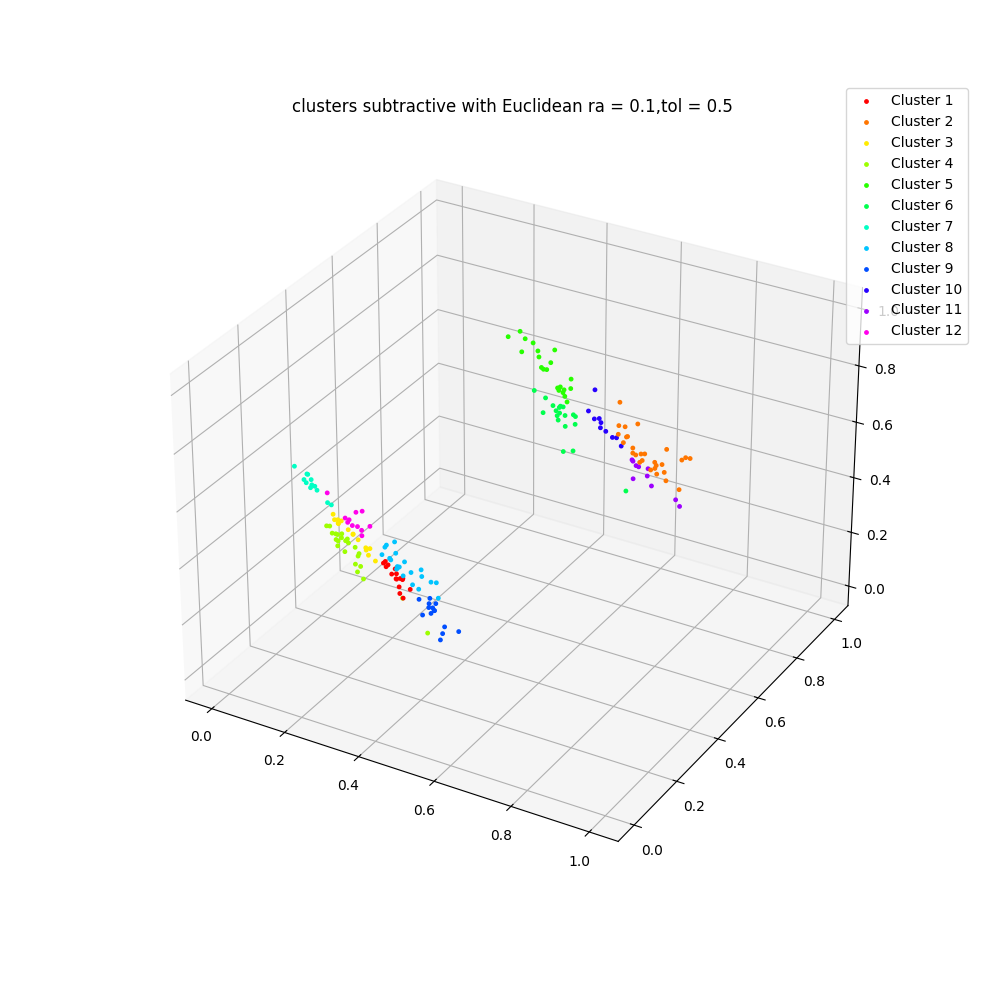 clusters subtractive with Euclidean ra = 0.1,tol = 0.5
Cluster 1
Cluster 2
Cluster 3
Cluster 4
Cluster 5
Cluster 6
Cluster 7
Cluster 8
Cluster 9
Cluster 10
Cluster 11
Cluster 12
0.8
0.6
0.4
0.2
0.0
1.0
0.8
0.6
0.4
0.2
0.0
0.0
0.2
0.4
0.6
0.8
1.0